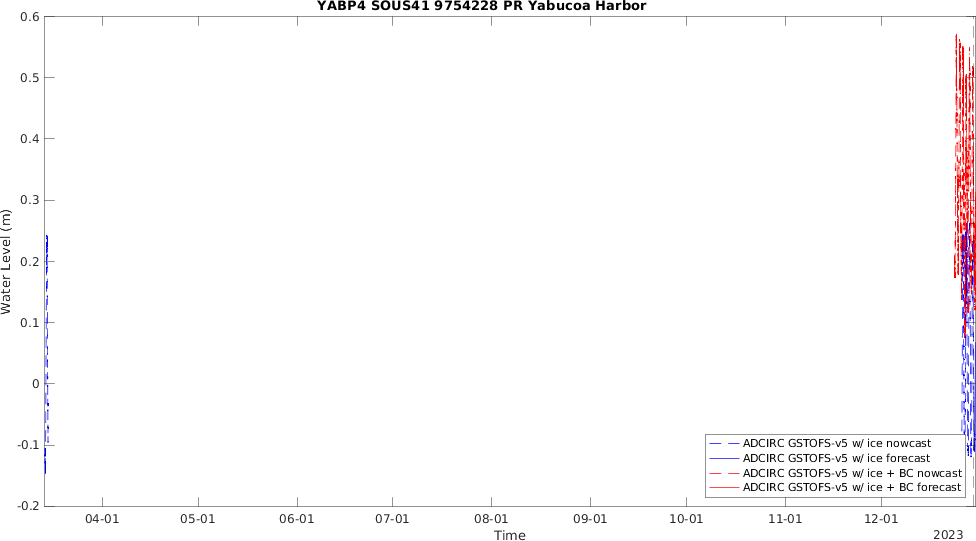 YABP4 SOUS41 9754228 PR Yabucoa Harbor
0.6
0.5
0.4
0.3
0.2
0.1
0
-0.1
-0.2
Water Level (m)
04-01 05-01 06-01 07-01 08-01 09-01 10-01 11-01 12-01
Time
2023
ADCIRC GSTOFS-v5 w/ ice nowcast
ADCIRC GSTOFS-v5 w/ ice forecast
ADCIRC GSTOFS-v5 w/ ice + BC nowcast
ADCIRC GSTOFS-v5 w/ ice + BC forecast